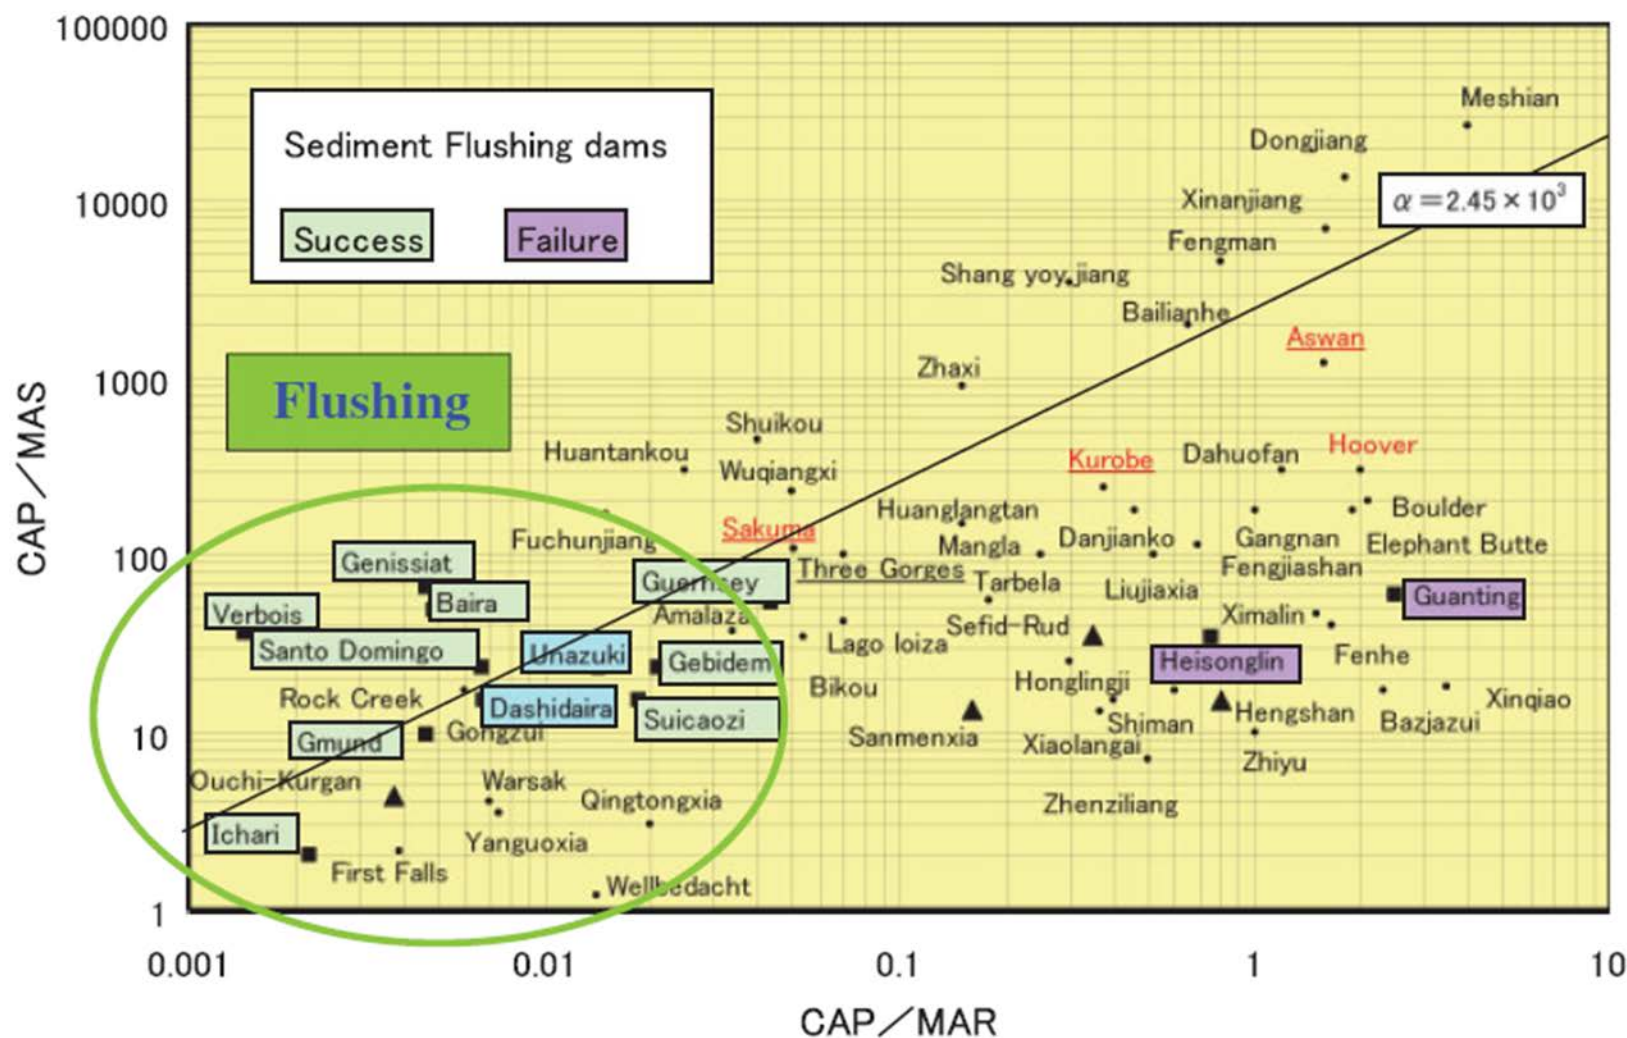 100000
Meshian
Sediment Flushing dams
Dongjiang
10000
Xinanjiang
α=2.45×10³
Success
Failure
Fengman
Shang yoy jiang
Bailianhe
Aswan
Zhaxi
1000
Flushing
Shuikou
Huantankou
Wuqiangxi
Kurobe
Dahuofan
Hoover
CAP/MAS
Huanglangtan
Boulder
Sakuma
Fuchunjiang
Mangla
Danjianko
Gangnan
Elephant Butte
100
Genissiat
Guernsey
Three Gorges
Tarbela
Liujiaxia
Fengjiashan
Guanting
Baira
Verbois
Amalaza
Ximalin
Sefid-Rud
Lago loiza
Santo Domingo
Unazuki
Gebidem
Heisonglin
Fenhe
Bikou
Honglingji
Rock Creek
Dashidaira
Suicaozi
Xinqiao
Hengshan
Bazjazui
Shiman
10
Gmund
Gongzui
Sanmenxia
Xiaolangai
Zhiyu
Ouchi-Kurgan
Warsak
Qingtongxia
Zhenziliang
Ichari
Yanguoxia
First Falls
Wellbedacht
1
0.001
0.01
0.1
1
10
CAP/MAR